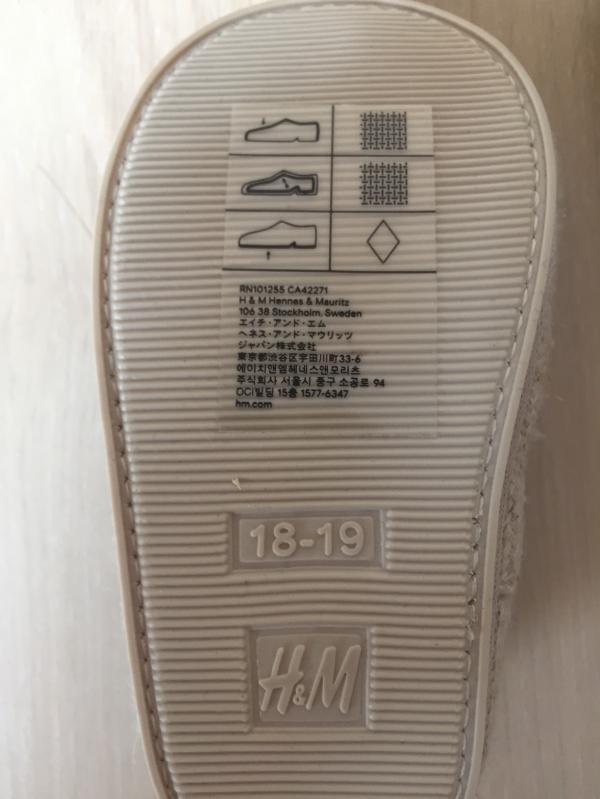 RN101255 CA42271
H & M Hennes & Mauritz
106 38 Stockholm, Sweden
エイチ・アンド・エム
ヘネス・アンド・マウリッツ
ジャパン株式会社
東京都渋谷区宇田川町33-6
에이치앤엠헤네스앤모리츠
주식회사 서울시 중구 소공로 94
OCI빌딩 15층 1577-6347
hm.com
18-19
H&M